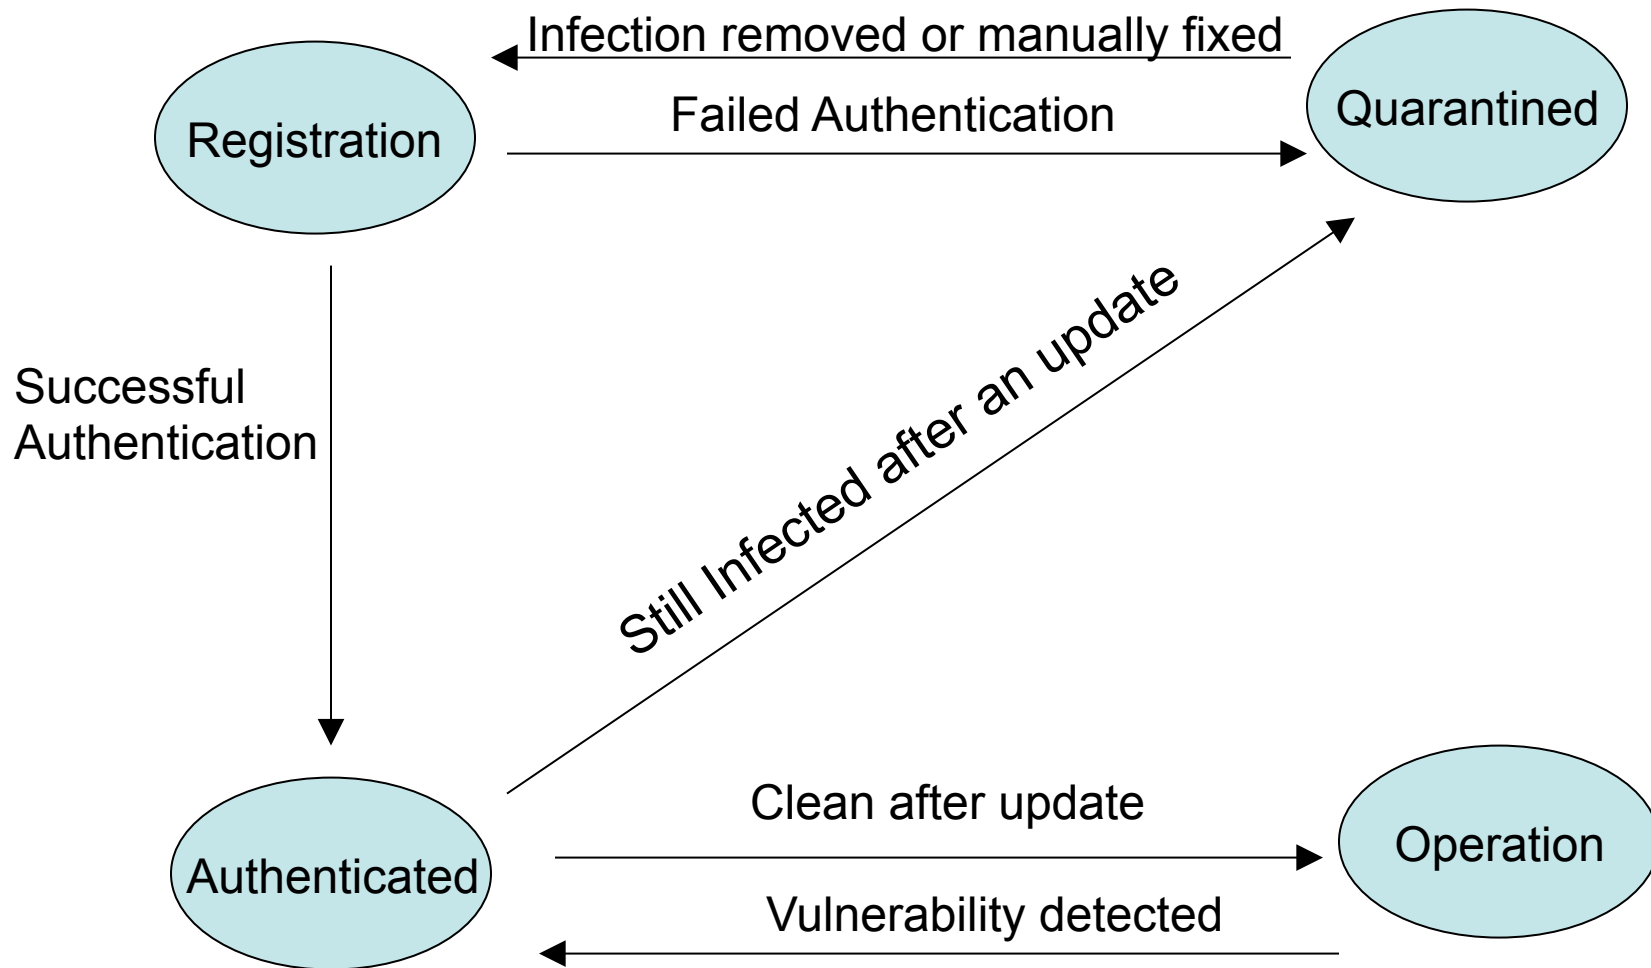 Infection removed or manually fixed
Quarantined
Failed Authentication
Registration
Still Infected after an update
Successful
Authentication
Clean after update
Operation
Authenticated
Vulnerability detected